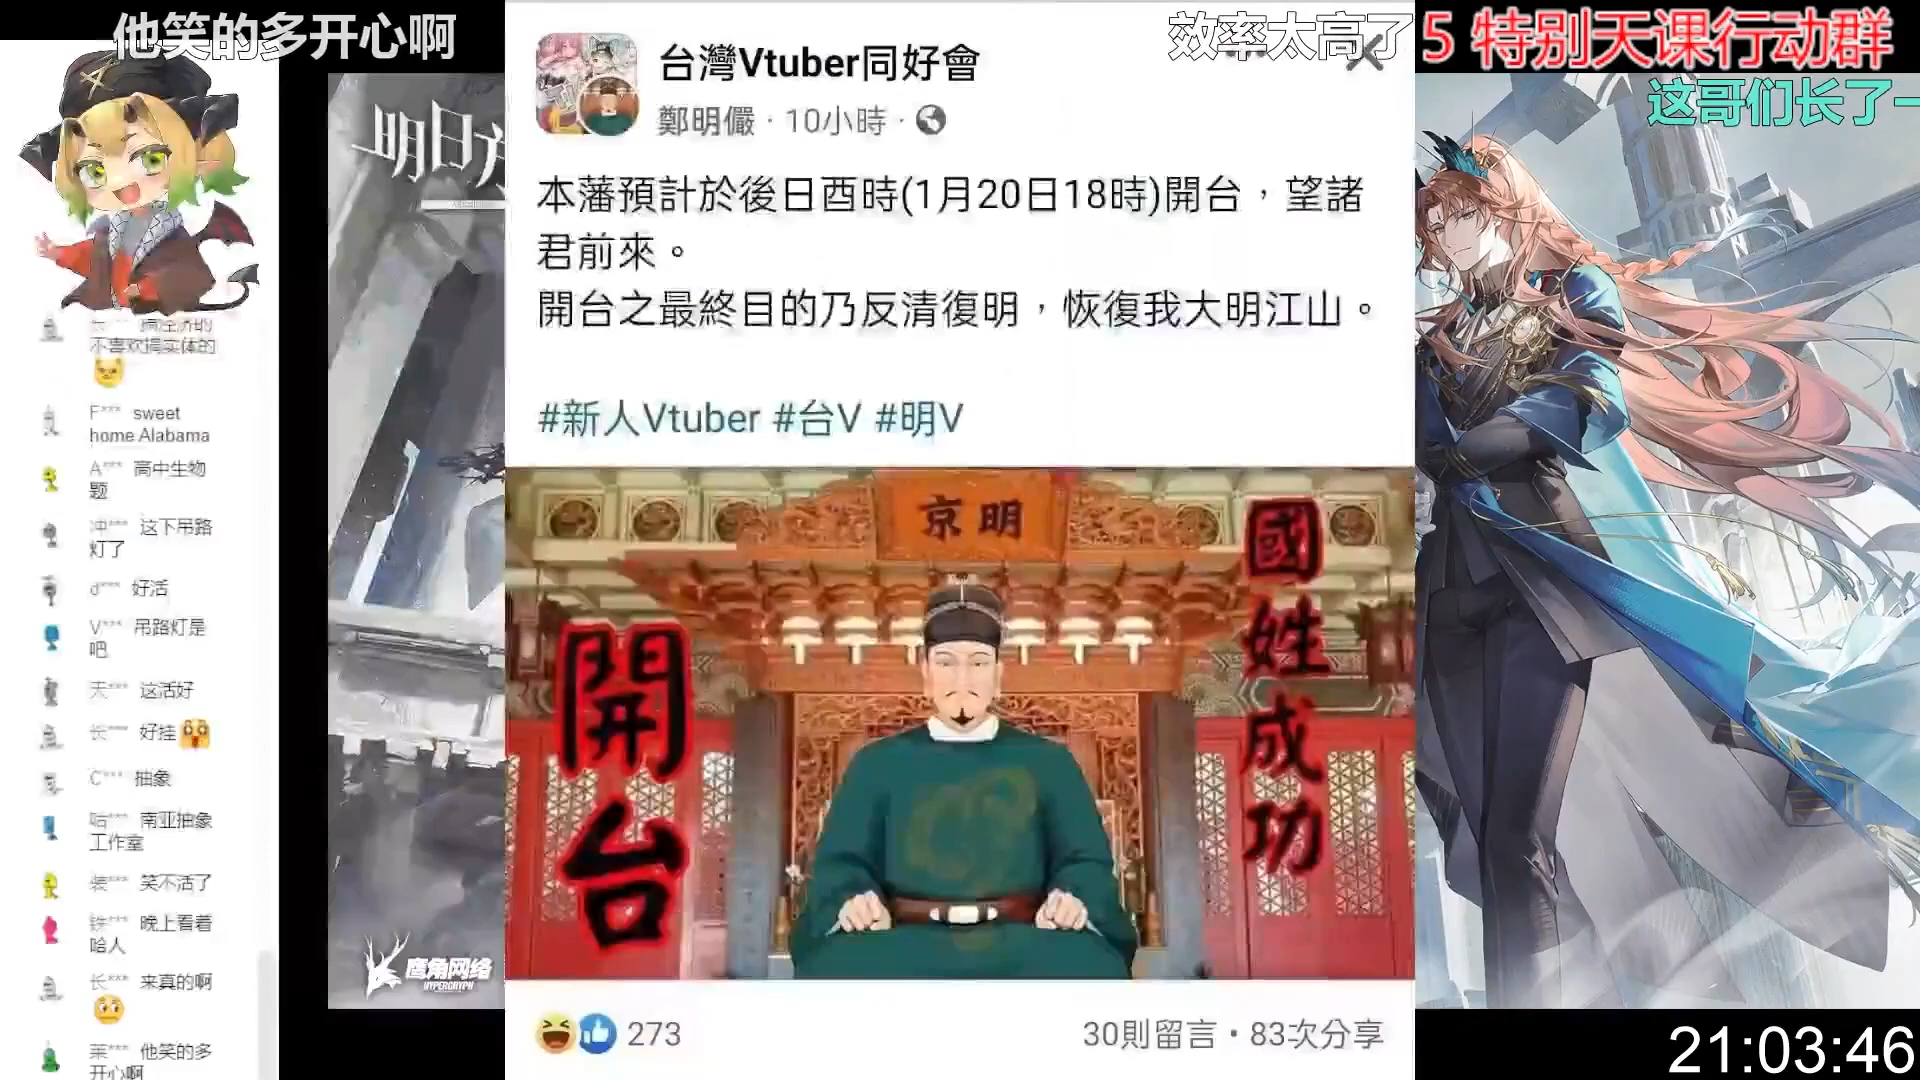 他笑的多开心啊
效率太高了
5 特别天课行动群
这哥们长了一
台灣Vtuber同好會
鄭明儼 · 10小時 ·
本藩預計於後日酉時(1月20日18時)開台，望諸
君前來。
開台之最終目的乃反清復明，恢復我大明江山。
#新人Vtuber #台V #明V
京明
國姓成功
開台
273
30則留言 · 83次分享
明日方
鹰角网络
HYPERGRYPH
不喜欢搞实体的
F*** sweet
home Alabama
A*** 高中生物
题
冲*** 这下吊路
灯了
d*** 好活
V*** 吊路灯是
吧
天*** 这活好
长*** 好挂
C*** 抽象
咕*** 南亚抽象
工作室
装*** 笑不活了
铁*** 晚上看着
哈人
长*** 来真的啊
莱*** 他笑的多
开心啊
21:03:46